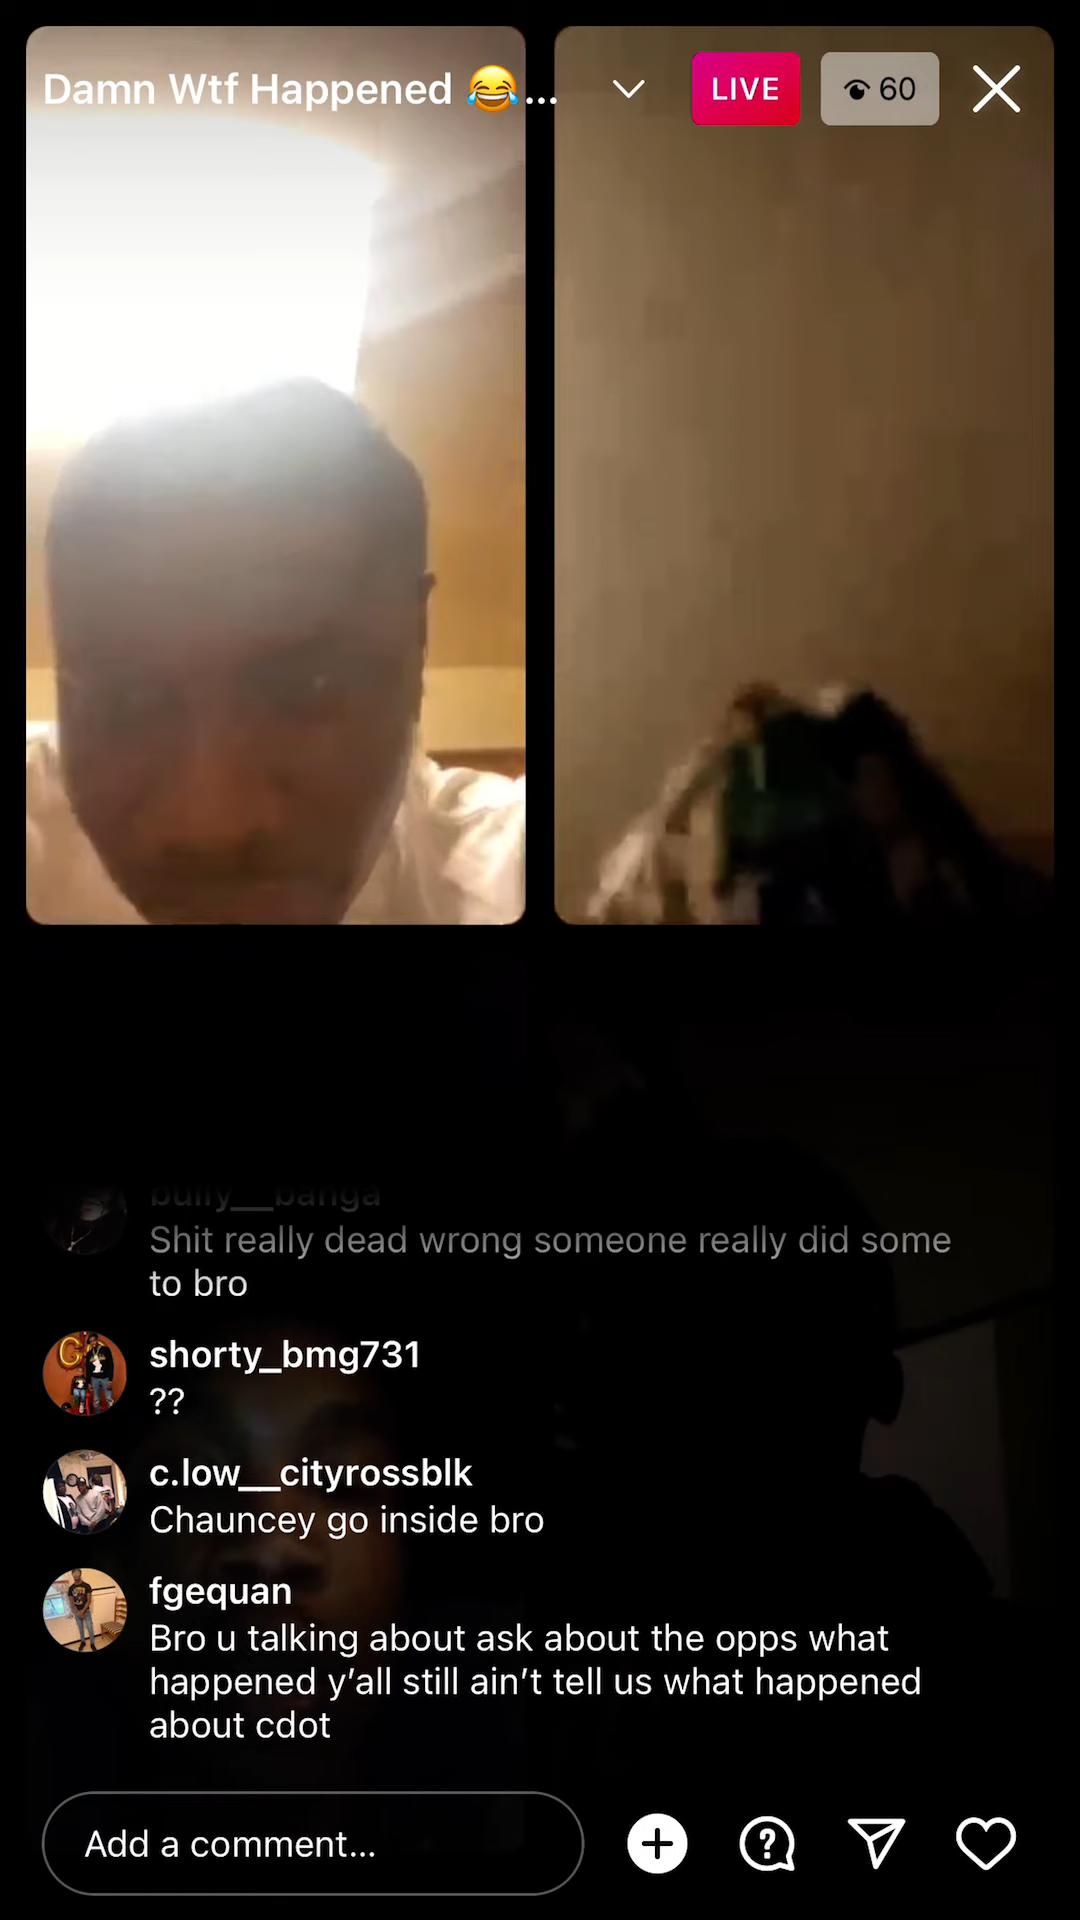 Damn Wtf Happened 😂...
LIVE
60
bully__banga
Shit really dead wrong someone really did some
to bro
shorty_bmg731
??
c.low__cityrossblk
Chauncey go inside bro
fgequan
Bro u talking about ask about the opps what
happened y’all still ain’t tell us what happened
about cdot
Add a comment...